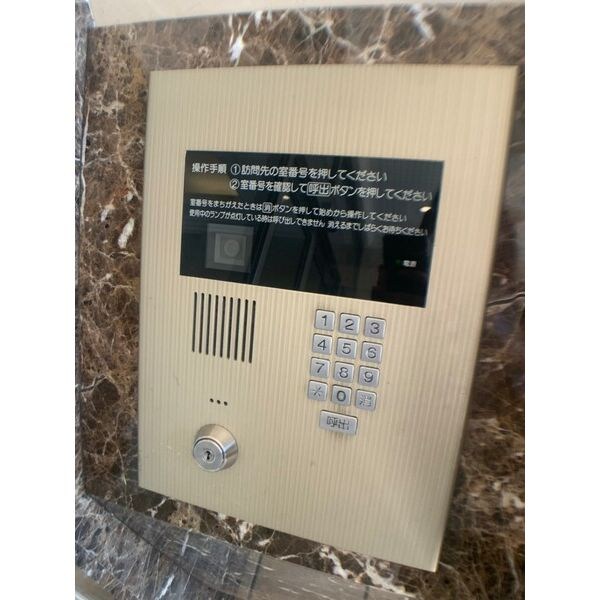 操作手順 ①訪問先の室番号を押してください
②室番号を確認して呼出ボタンを押してください
室番号をまちがえたときは消ボタンを押して始めから操作してください
使用中のランプが点灯している時は呼び出しできません 消えるまでしばらくお待ちください
電源
1 2 3
4 5 6
7 8 9
* 0 消
呼出